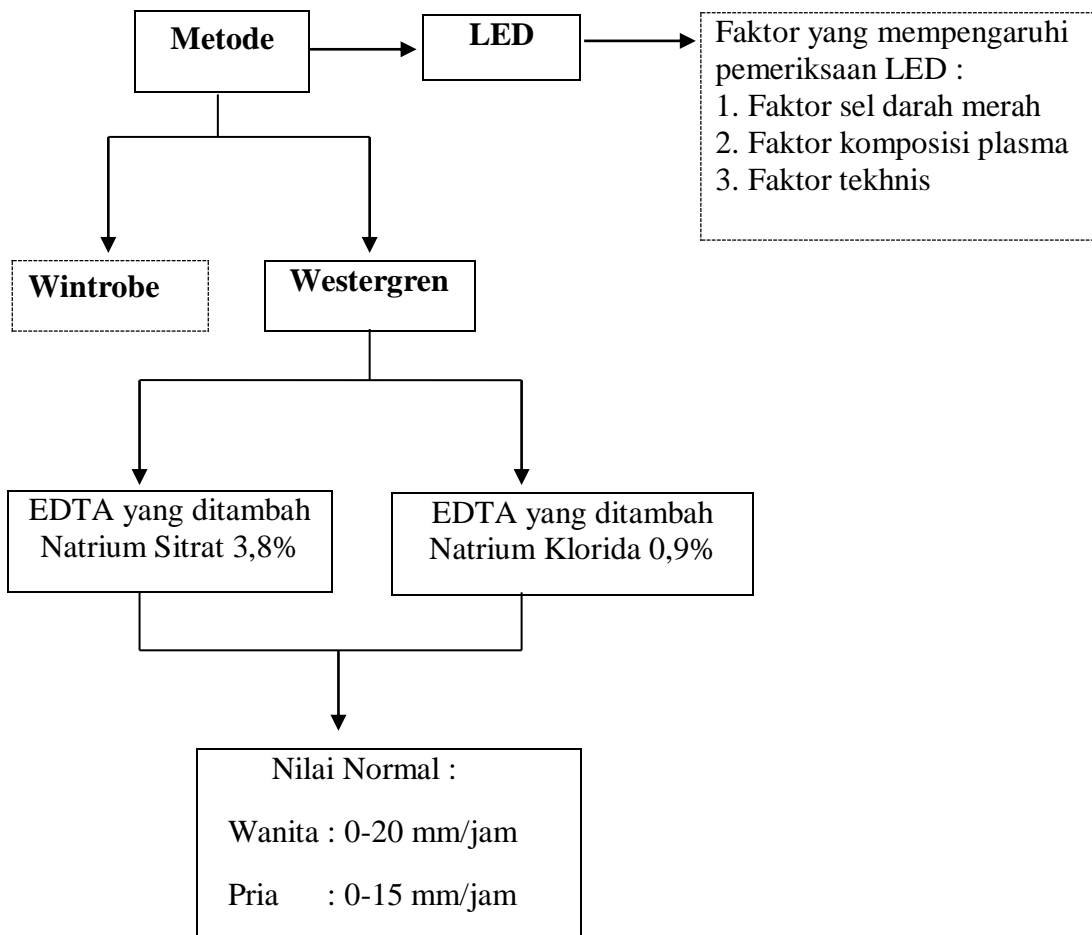 Metode
LED
Faktor yang mempengaruhi
pemeriksaan LED :
1. Faktor sel darah merah
2. Faktor komposisi plasma
3. Faktor tekhnis
Wintrobe
Westergren
EDTA yang ditambah
Natrium Sitrat 3,8%
EDTA yang ditambah
Natrium Klorida 0,9%
Nilai Normal :
Wanita : 0-20 mm/jam
Pria : 0-15 mm/jam